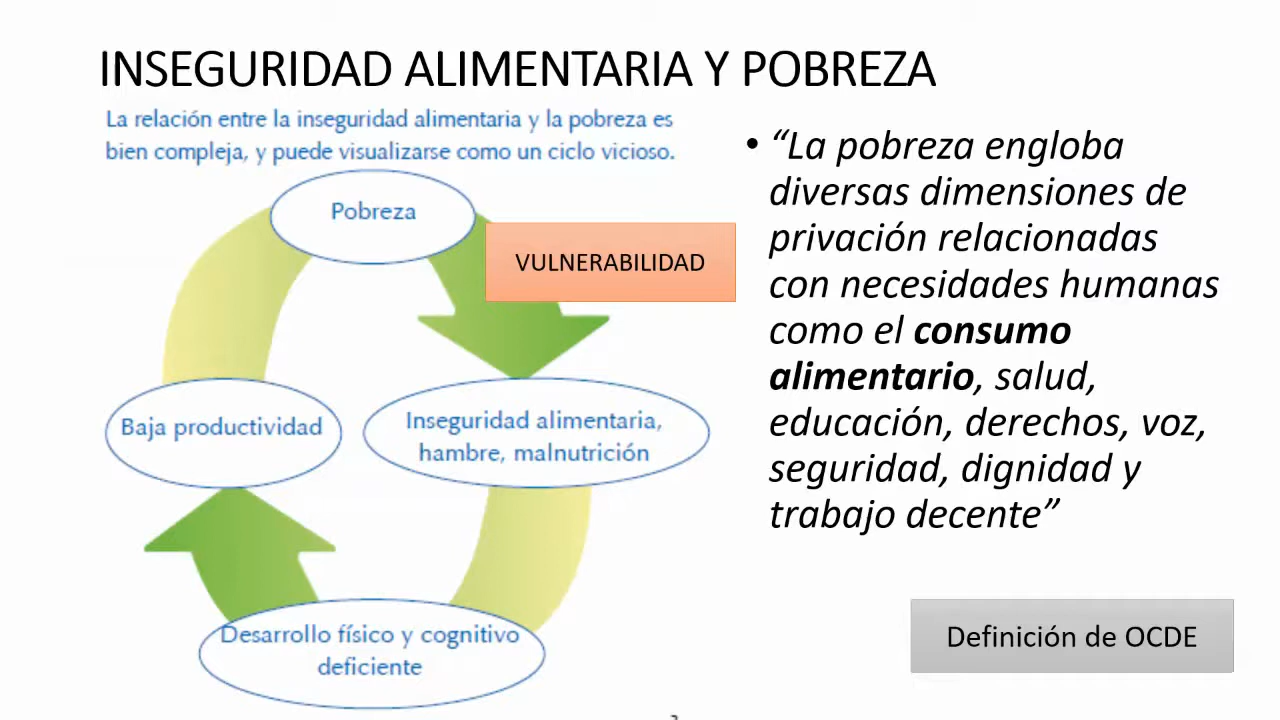 INSEGURIDAD ALIMENTARIA Y POBREZA
La relación entre la inseguridad alimentaria y la pobreza es
bien compleja, y puede visualizarse como un ciclo vicioso.
Pobreza
VULNERABILIDAD
Inseguridad alimentaria,
hambre, malnutrición
Desarrollo físico y cognitivo
deficiente
Baja productividad
• “La pobreza engloba
diversas dimensiones de
privación relacionadas
con necesidades humanas
como el consumo
alimentario, salud,
educación, derechos, voz,
seguridad, dignidad y
trabajo decente”
Definición de OCDE